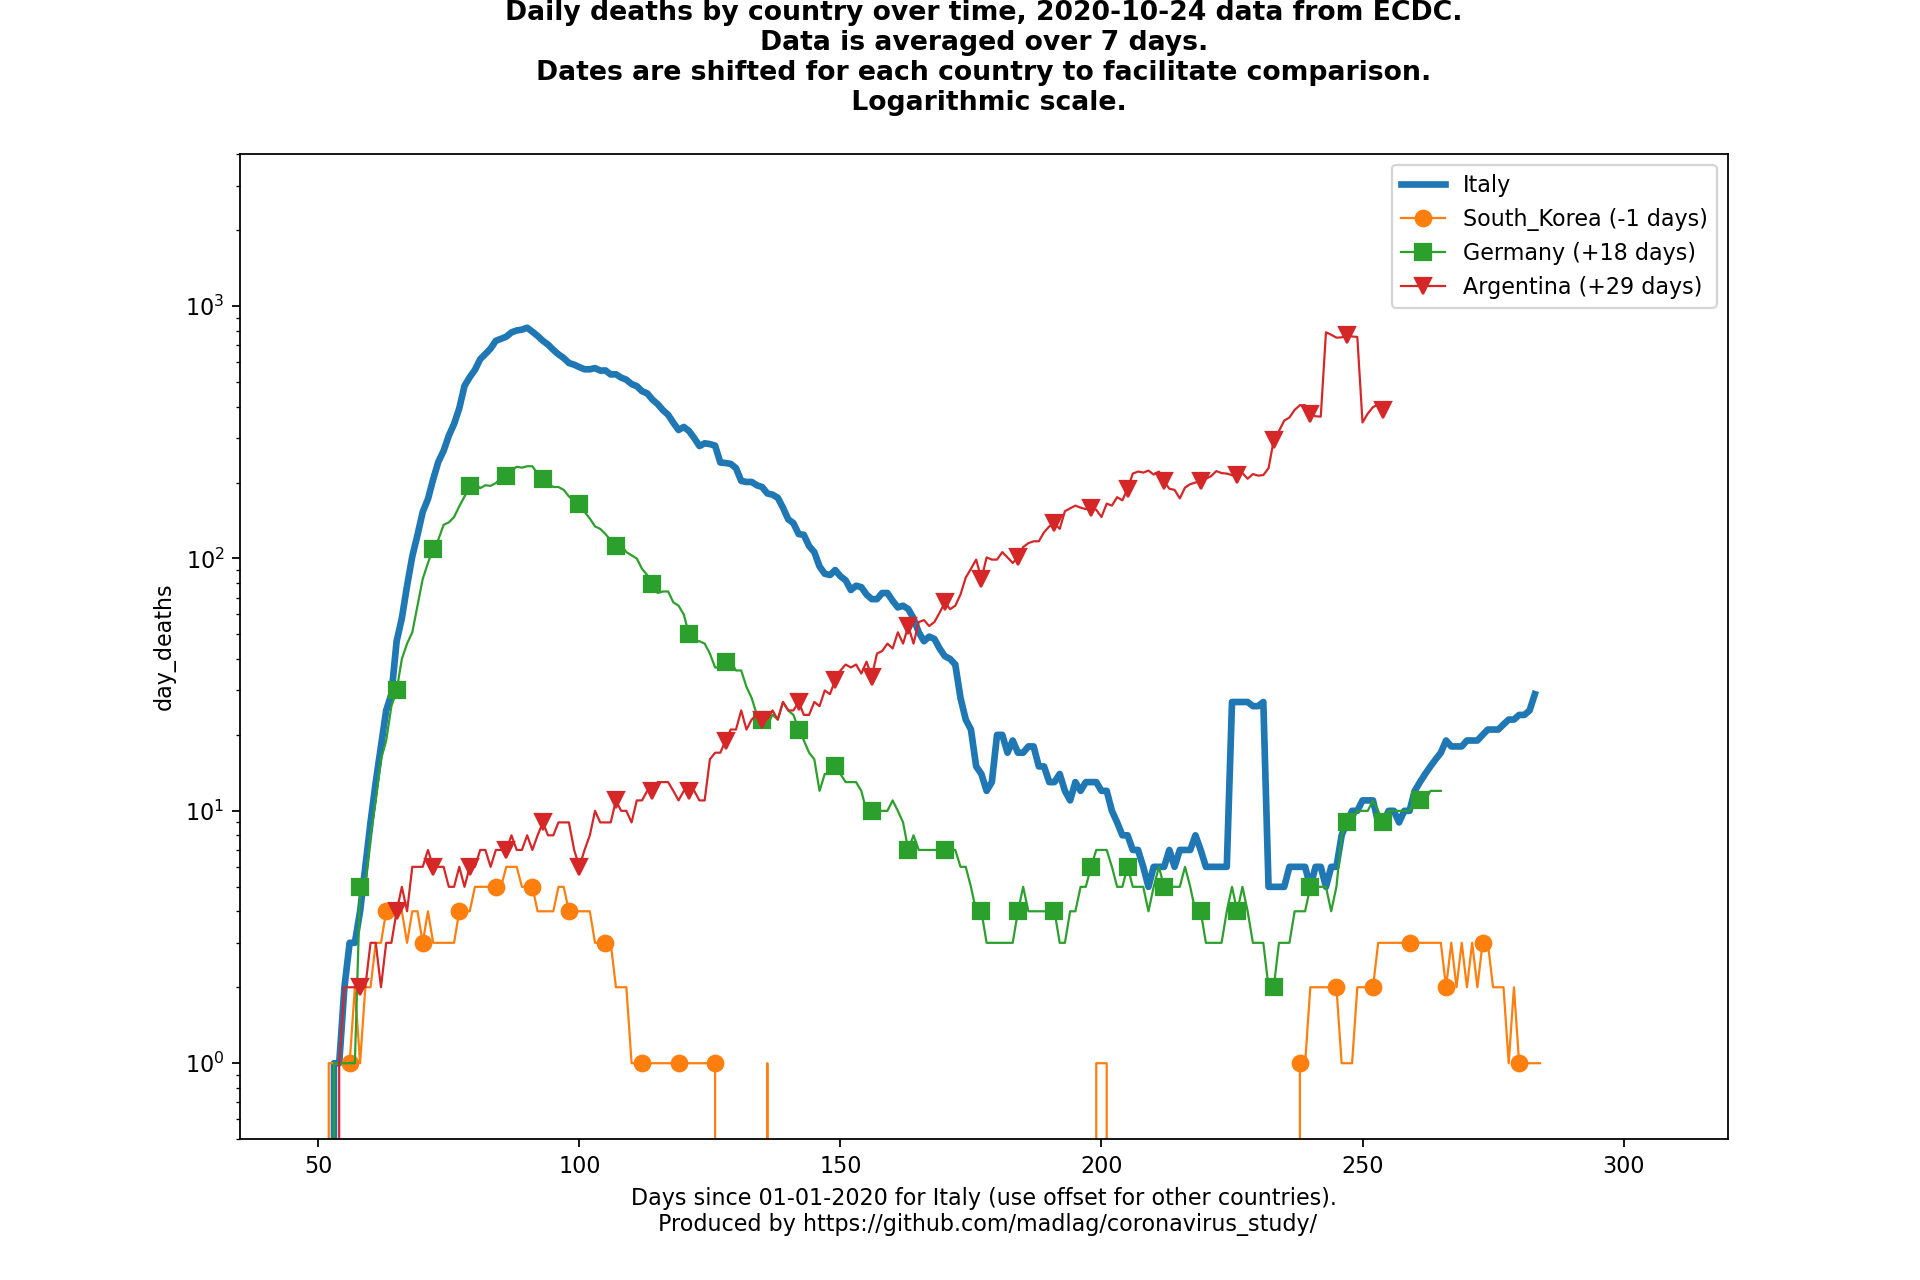 Daily deaths by country over time, 2020-10-24 data from ECDC.
Data is averaged over 7 days.
Dates are shifted for each country to facilitate comparison.
Logarithmic scale.
Italy
South_Korea (-1 days)
Germany (+18 days)
Argentina (+29 days)
10³
10²
10¹
10⁰
day_deaths
50 100 150 200 250 300
Days since 01-01-2020 for Italy (use offset for other countries).
Produced by https://github.com/madlag/coronavirus_study/